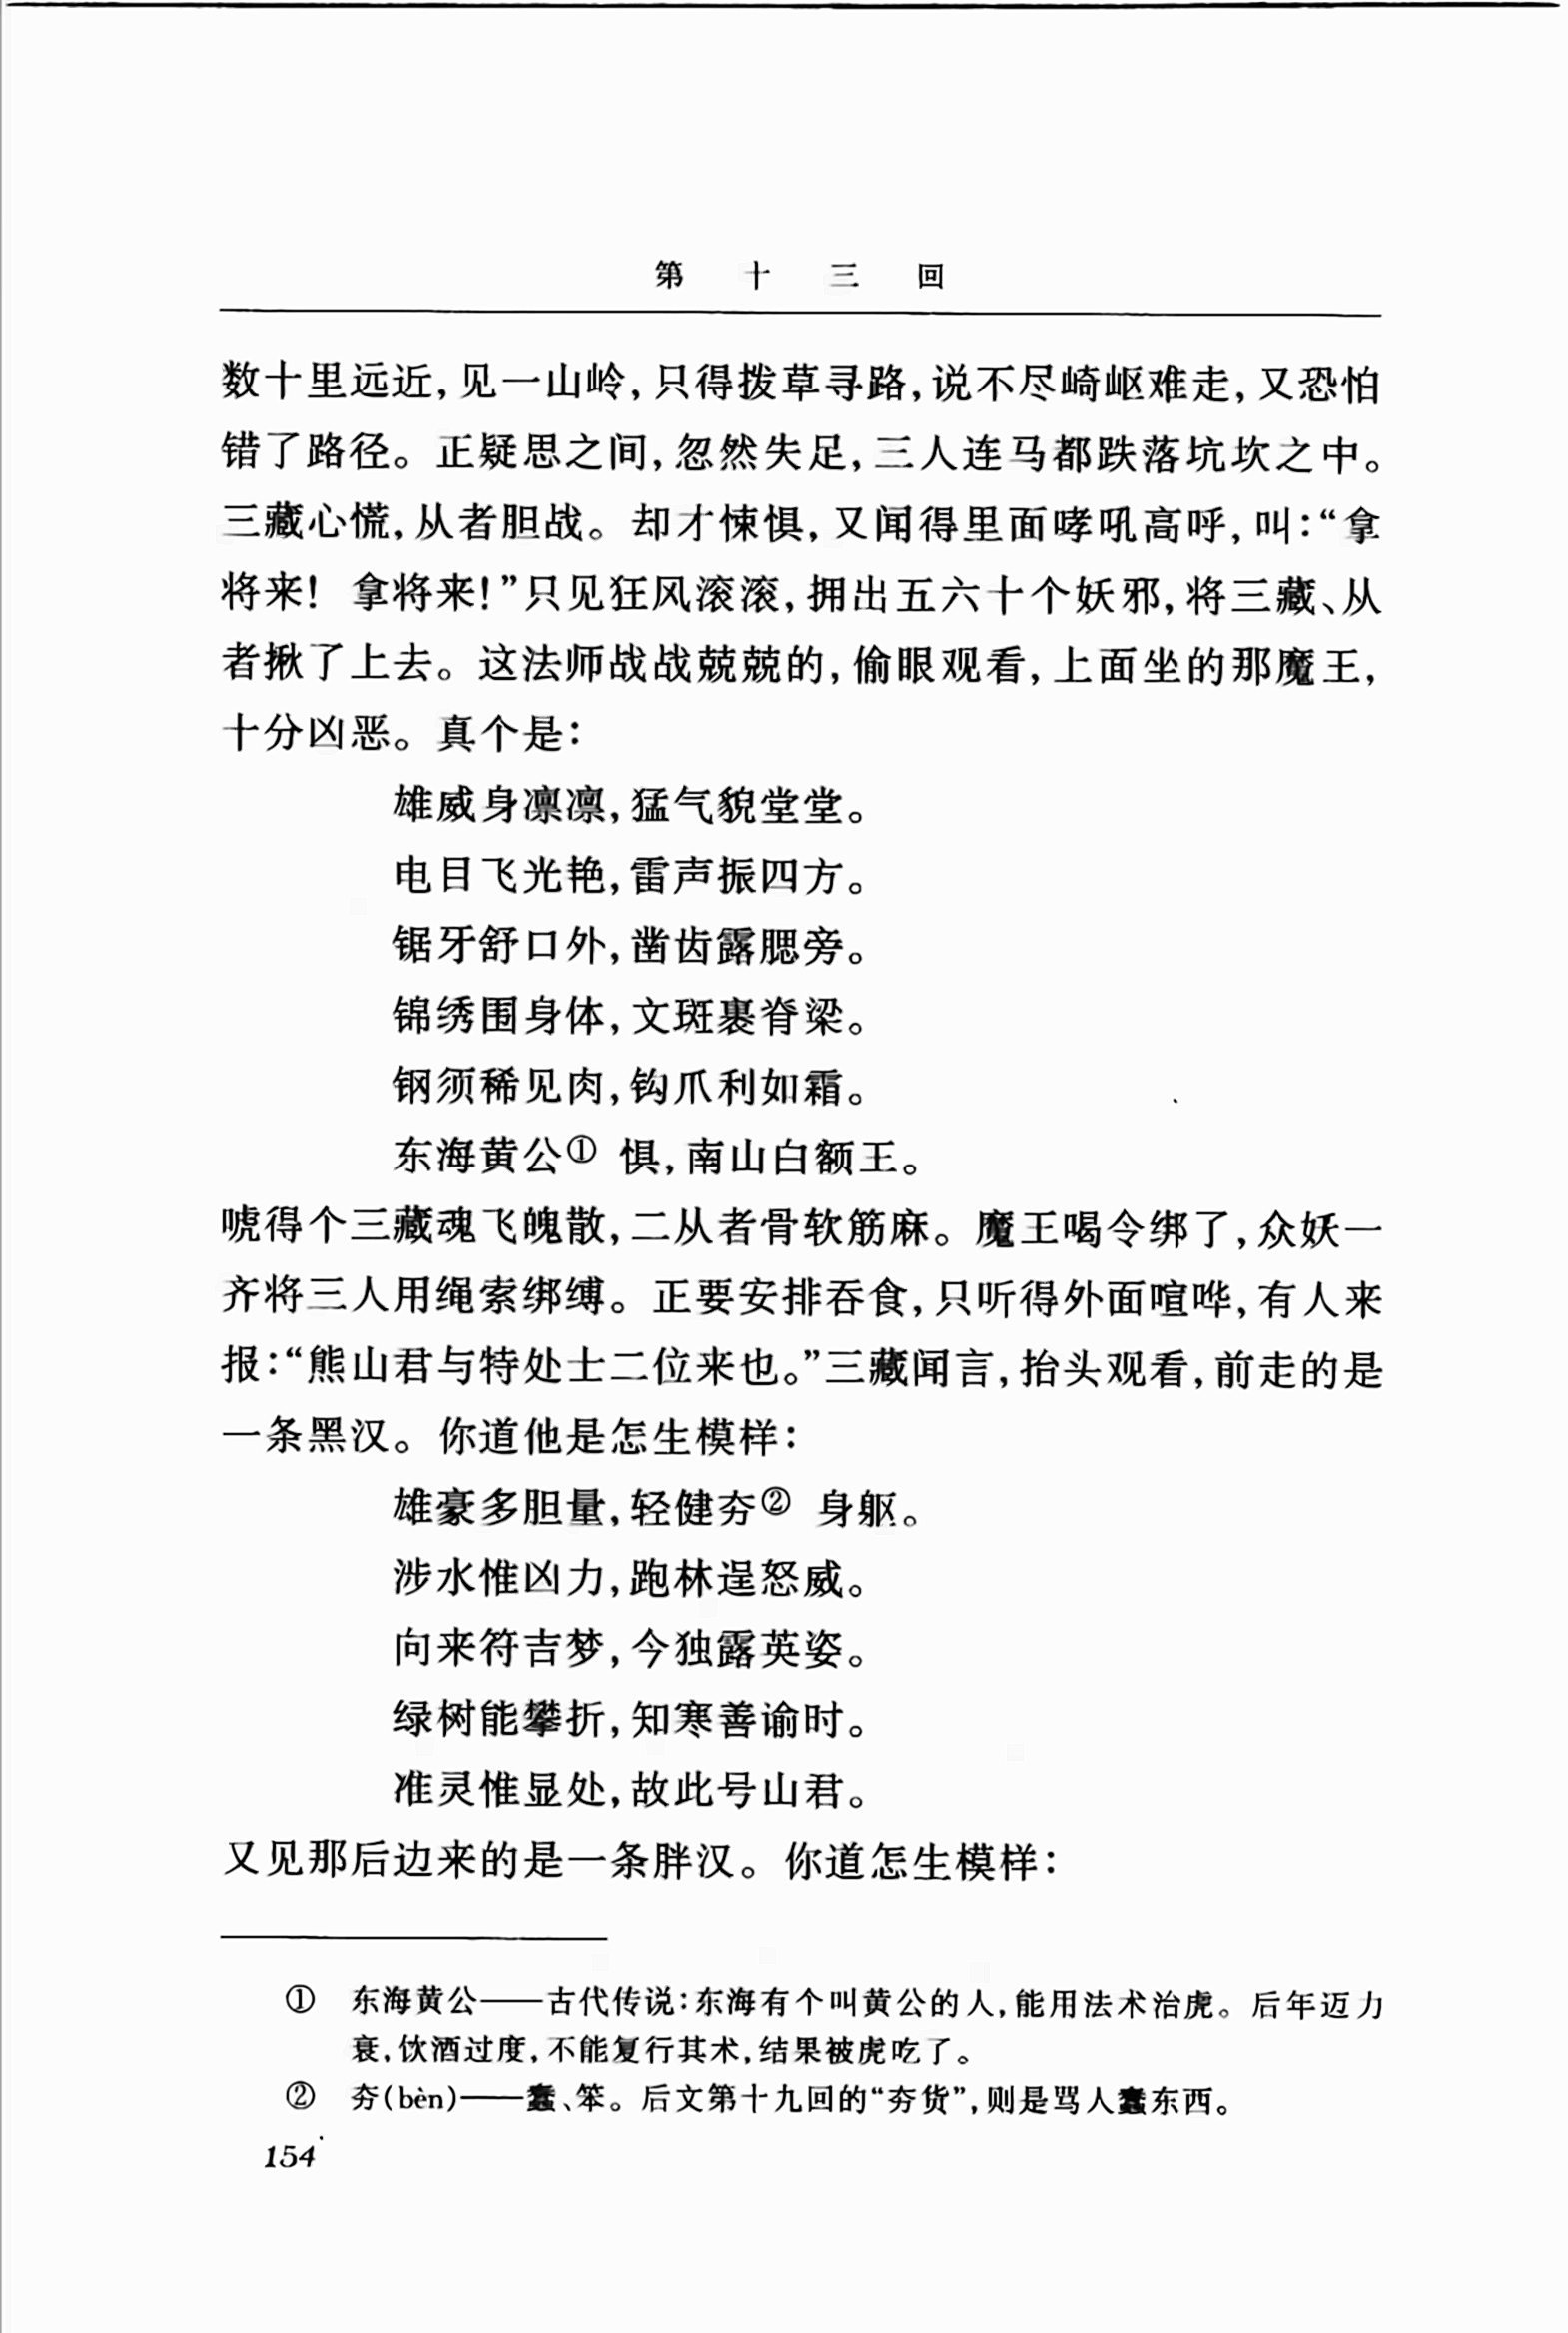 第十三回
数十里远近,见一山岭,只得拨草寻路,说不尽崎岖难走,又恐怕
错了路径。正疑思之间,忽然失足,三人连马都跌落坑坎之中。
三藏心慌,从者胆战。却才悚惧,又闻得里面哮吼高呼,叫:“拿
将来! 拿将来!”只见狂风滚滚,拥出五六十个妖邪,将三藏、从
者揪了上去。这法师战战兢兢的,偷眼观看,上面坐的那魔王,
十分凶恶。真个是:
雄威身凛凛,猛气貌堂堂。
电目飞光艳,雷声振四方。
锯牙舒口外,凿齿露腮旁。
锦绣围身体,文斑裹脊梁。
钢须稀见肉,钩爪利如霜。
东海黄公① 惧,南山白额王。
唬得个三藏魂飞魄散,二从者骨软筋麻。魔王喝令绑了,众妖一
齐将三人用绳索绑缚。正要安排吞食,只听得外面喧哗,有人来
报:“熊山君与特处士二位来也。”三藏闻言,抬头观看,前走的是
一条黑汉。你道他是怎生模样:
雄豪多胆量,轻健夯② 身躯。
涉水惟凶力,跑林逞怒威。
向来符吉梦,今独露英姿。
绿树能攀折,知寒善谕时。
准灵惟显处,故此号山君。
又见那后边来的是一条胖汉。你道怎生模样:
① 东海黄公——古代传说:东海有个叫黄公的人,能用法术治虎。后年迈力
衰,饮酒过度,不能复行其术,结果被虎吃了。
② 夯(bèn)——蠢、笨。后文第十九回的“夯货”,则是骂人蠢东西。
154